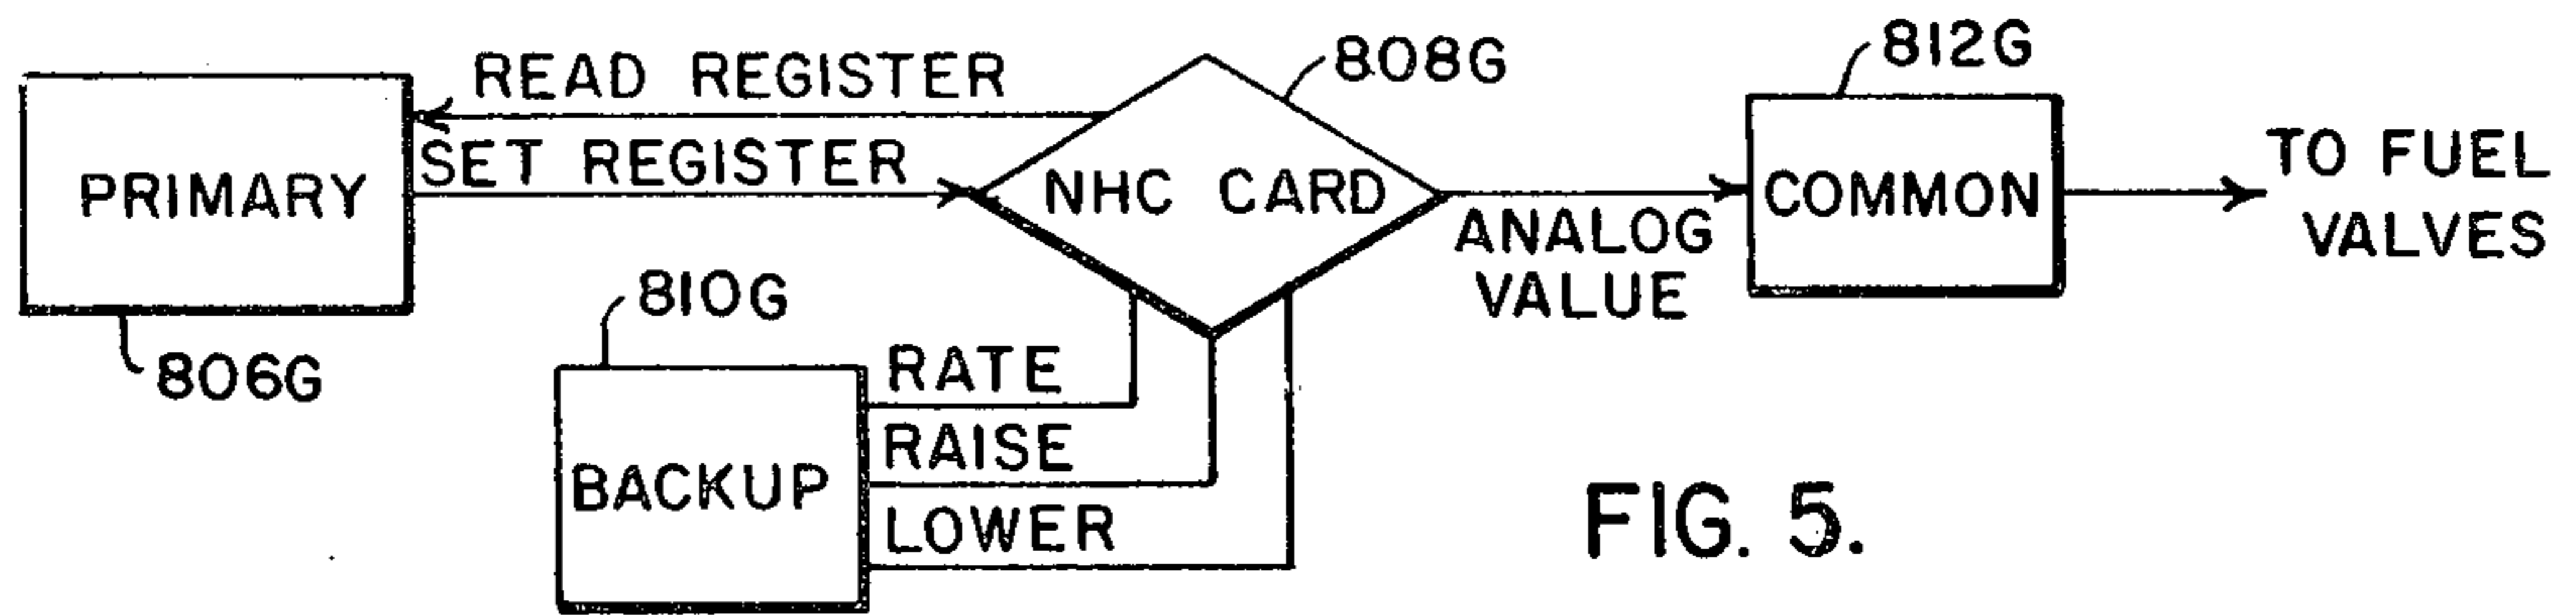 READ REGISTER
808G
812G
PRIMARY
SET REGISTER
NHC CARD
COMMON
TO FUEL
VALVES
ANALOG
VALUE
806G
810G
RATE
RAISE
BACKUP
LOWER
FIG. 5.